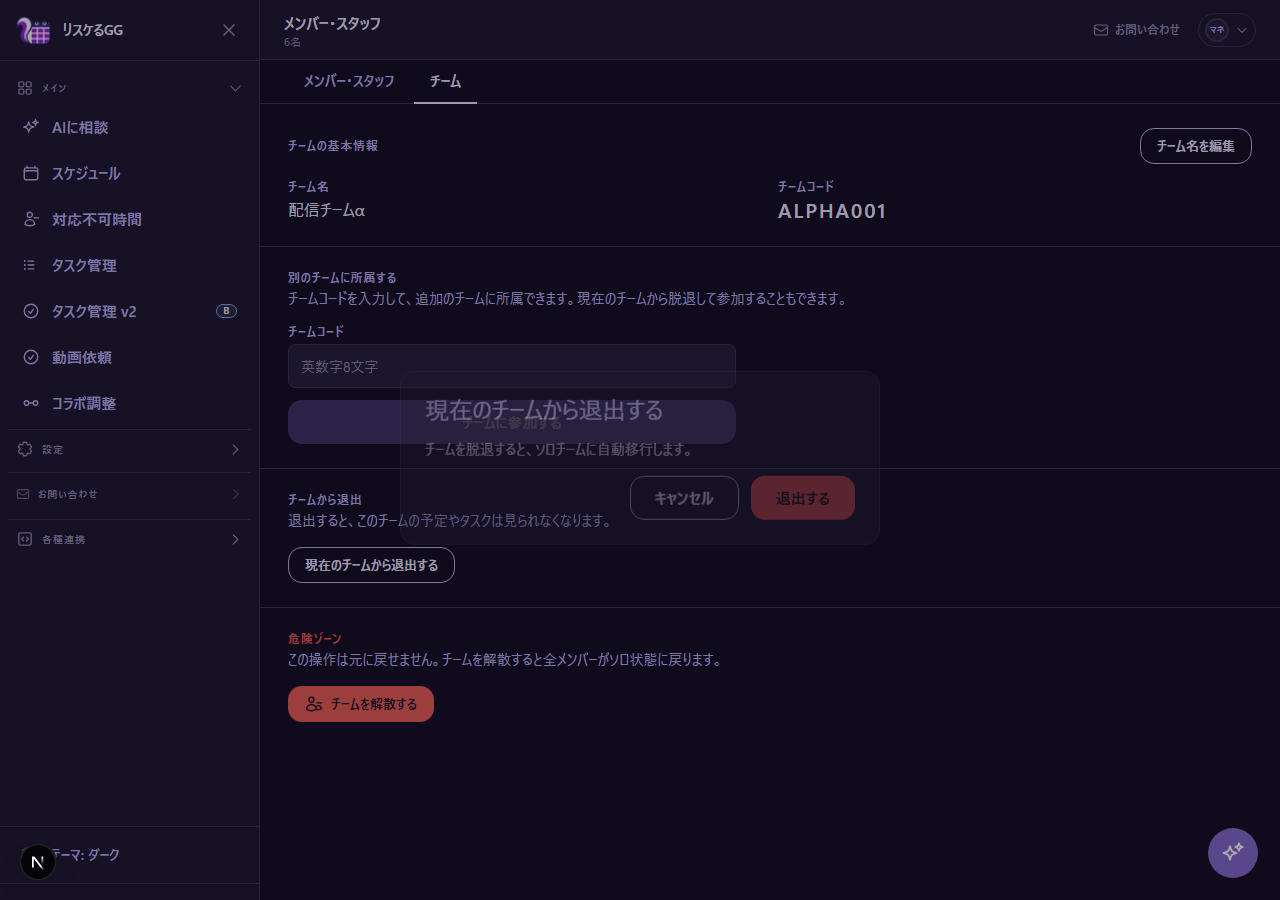 リスケるGG
メイン
AIに相談
スケジュール
対応不可時間
タスク管理
タスク管理 v2
B
動画依頼
コラボ調整
設定
お問い合わせ
各種連携
テーマ: ダーク
N
メンバー・スタッフ
6名
お問い合わせ
マネ
メンバー・スタッフ
チーム
チームの基本情報
チーム名を編集
チーム名
配信チームα
チームコード
ALPHA001
別のチームに所属する
チームコードを入力して、追加のチームに所属できます。現在のチームから脱退して参加することもできます。
チームコード
英数字8文字
チームに参加する
現在のチームから退出する
チームを脱退すると、ソロチームに自動移行します。
キャンセル
退出する
チームから退出
退出すると、このチームの予定やタスクは見られなくなります。
現在のチームから退出する
危険ゾーン
この操作は元に戻せません。チームを解散すると全メンバーがソロ状態に戻ります。
チームを解散する